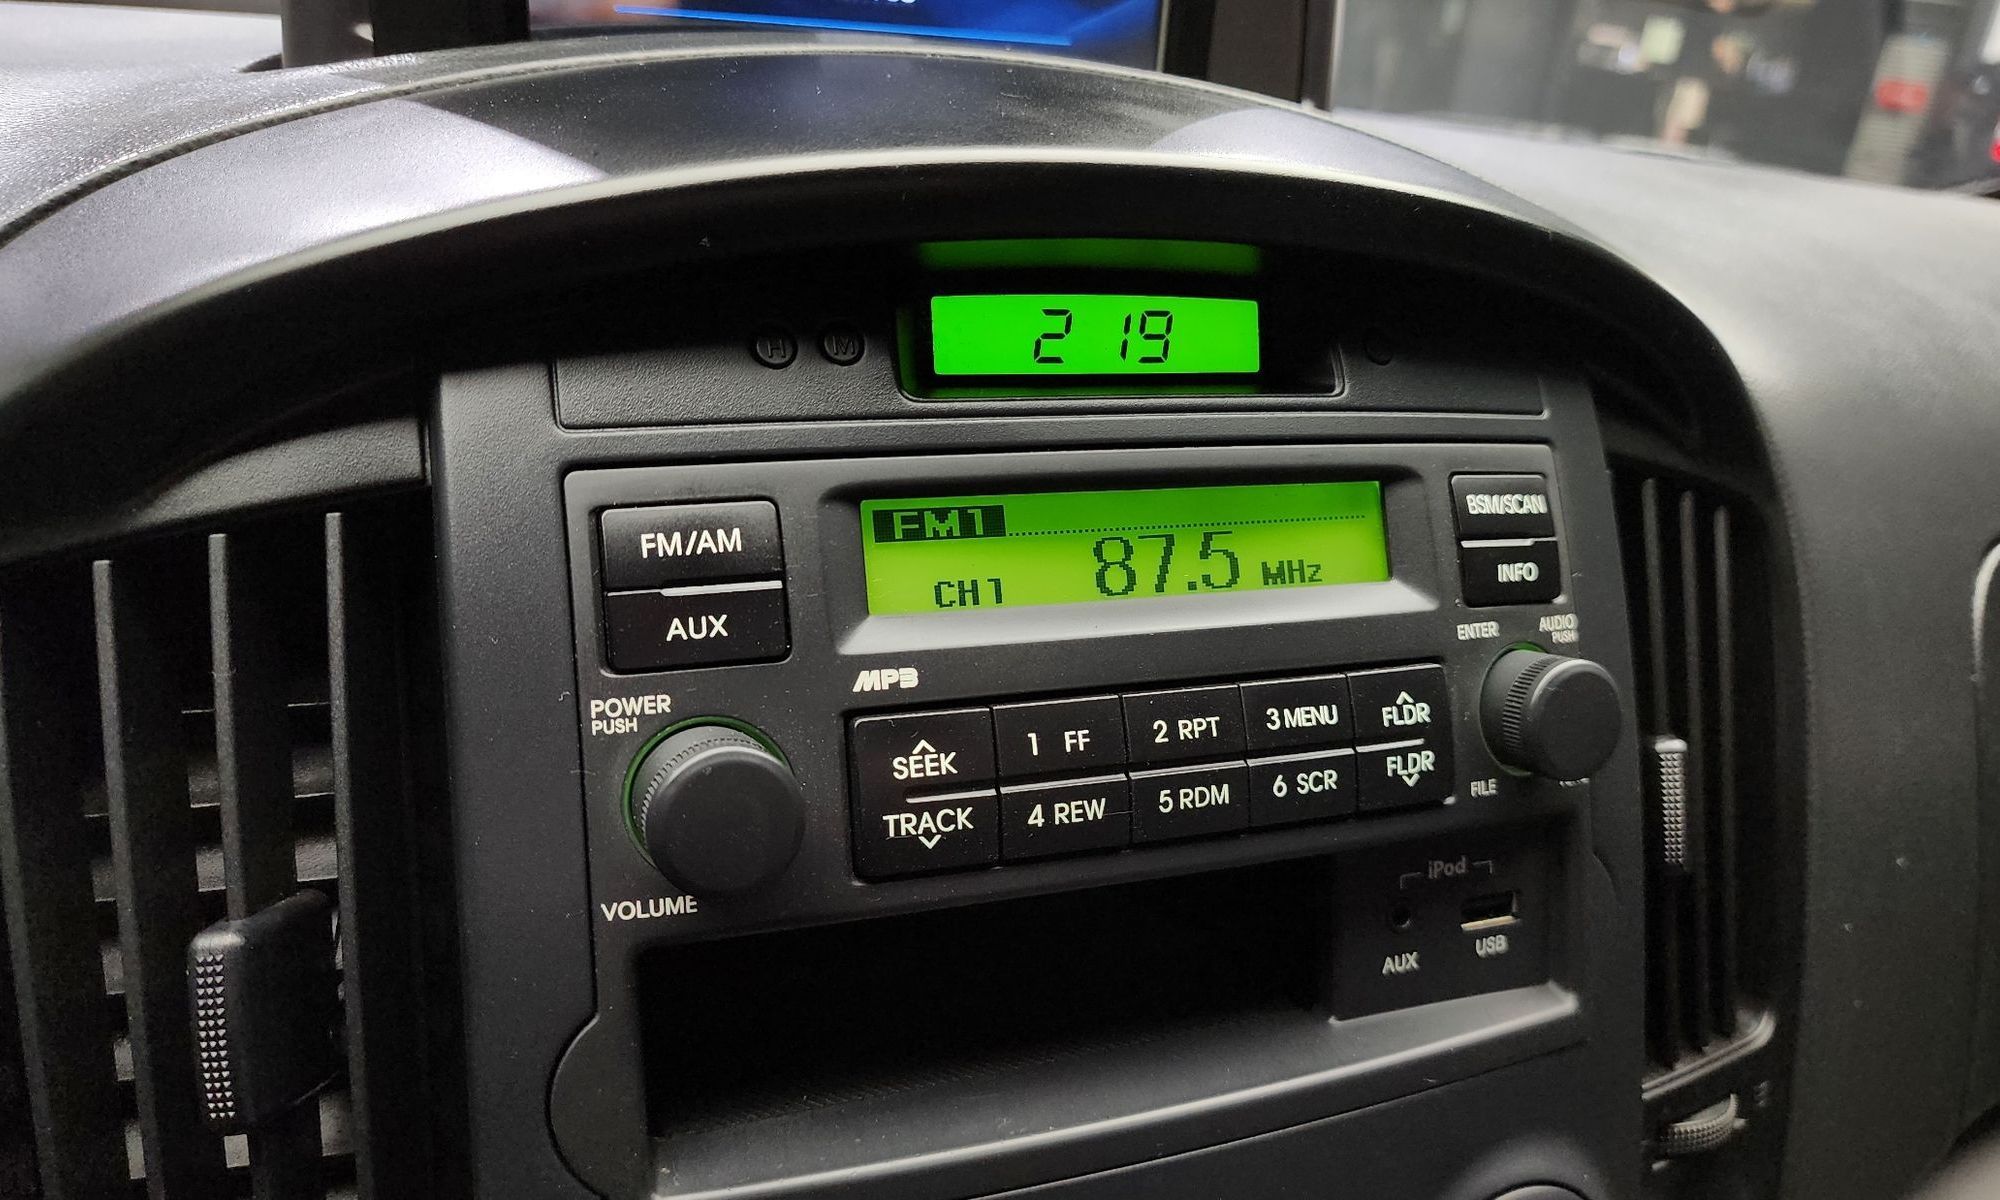 H M
2 19
FM1
CH1 87.5 MHz
FM/AM
AUX
BSM/SCAN
INFO
ENTER
AUDIO
PUSH
POWER
PUSH
VOLUME
MP3
SEEK
TRACK
1 FF
2 RPT
3 MENU
FLDR
4 REW
5 RDM
6 SCR
FLDR
FILE
iPod
AUX
USB